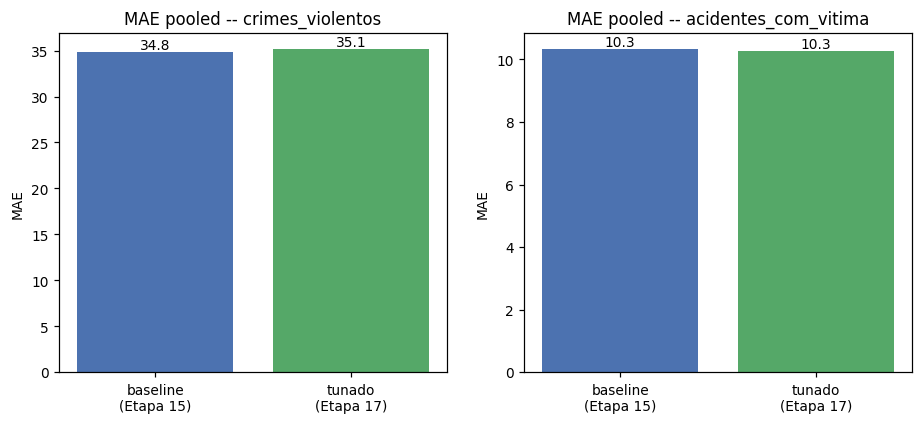 MAE pooled -- crimes_violentos
34.8
35.1
35
30
25
20
15
10
5
0
MAE
baseline
(Etapa 15)
tunado
(Etapa 17)
MAE pooled -- acidentes_com_vitima
10.3
10.3
10
8
6
4
2
0
MAE
baseline
(Etapa 15)
tunado
(Etapa 17)